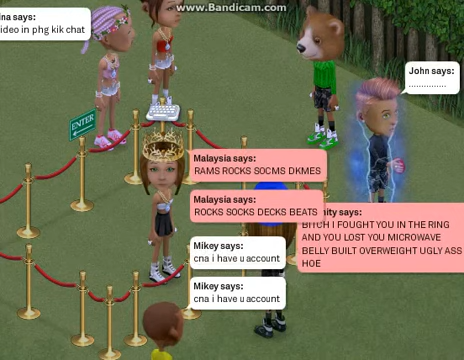 www.Bandicam.com
na says:
ideo in phg kik chat
John says:
................
ENTER
Malaysia says:
RAMS ROCKS SOCMS DKMES
Malaysia says:
ROCKS SOCKS DECKS BEATS
nity says:
BITCH I FOUGHT YOU IN THE RING
AND YOU LOST YOU MICROWAVE
BELLY BUILT OVERWEIGHT UGLY ASS
HOE
Mikey says:
cna i have u account
Mikey says:
cna i have u account